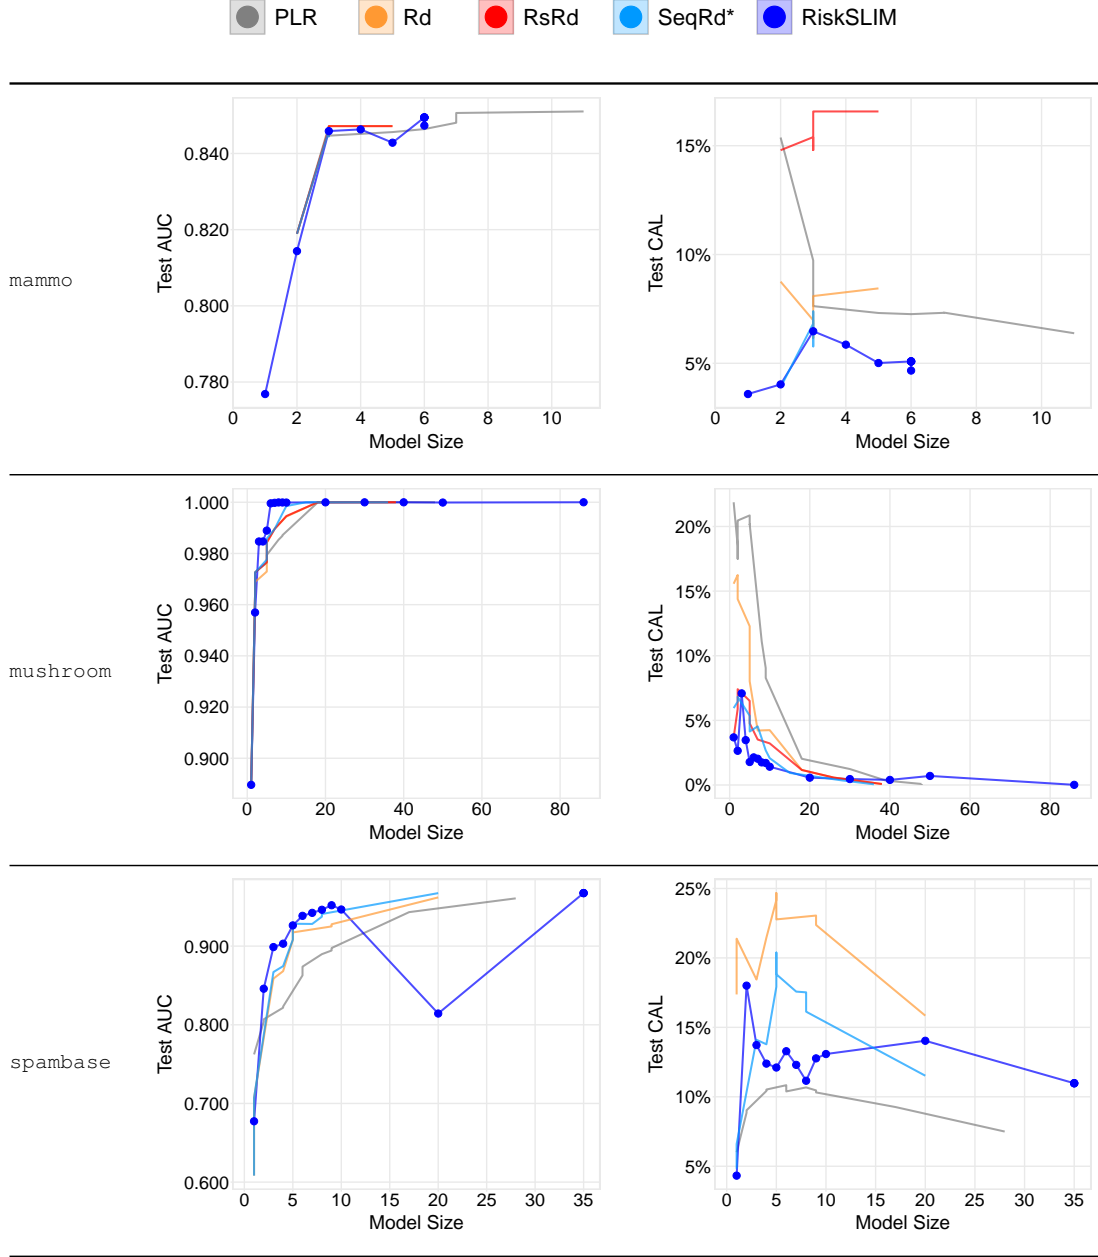 PLR Rd RsRd SeqRd* RiskSLIM
mammo
Test AUC
0.840
0.820
0.800
0.780
0 2 4 6 8 10
Model Size
Test CAL
15%
10%
5%
0 2 4 6 8 10
Model Size
mushroom
Test AUC
1.000
0.980
0.960
0.940
0.920
0.900
0 20 40 60 80
Model Size
Test CAL
20%
15%
10%
5%
0%
0 20 40 60 80
Model Size
spambase
Test AUC
0.900
0.800
0.700
0.600
0 5 10 15 20 25 30 35
Model Size
Test CAL
25%
20%
15%
10%
5%
0 5 10 15 20 25 30 35
Model Size